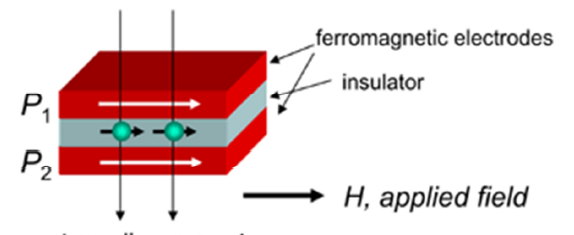 ferromagnetic electrodes
insulator
P1
P2
H, applied field